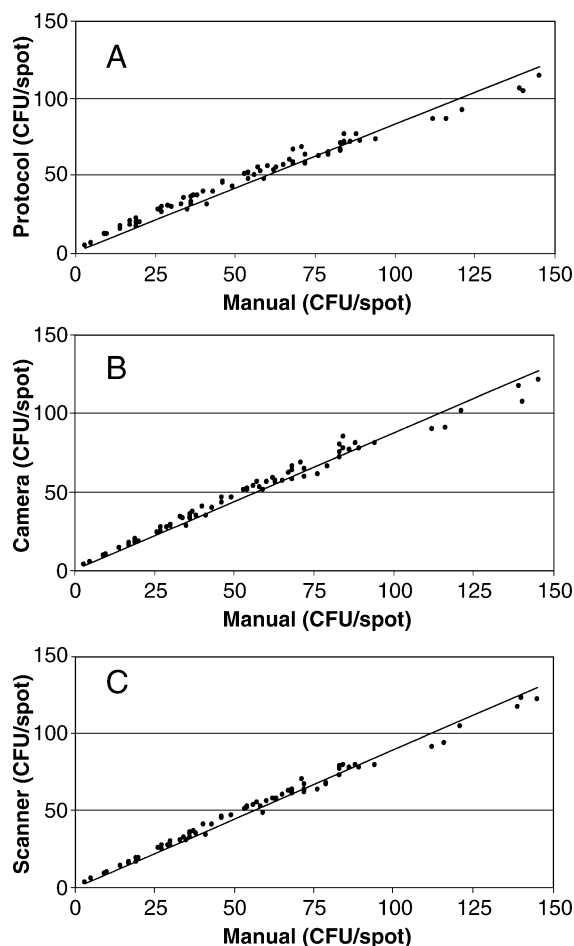 A
150
100
50
0
Protocol (CFU/spot)
0 25 50 75 100 125 150
Manual (CFU/spot)
B
150
100
50
0
Camera (CFU/spot)
0 25 50 75 100 125 150
Manual (CFU/spot)
C
150
100
50
0
Scanner (CFU/spot)
0 25 50 75 100 125 150
Manual (CFU/spot)